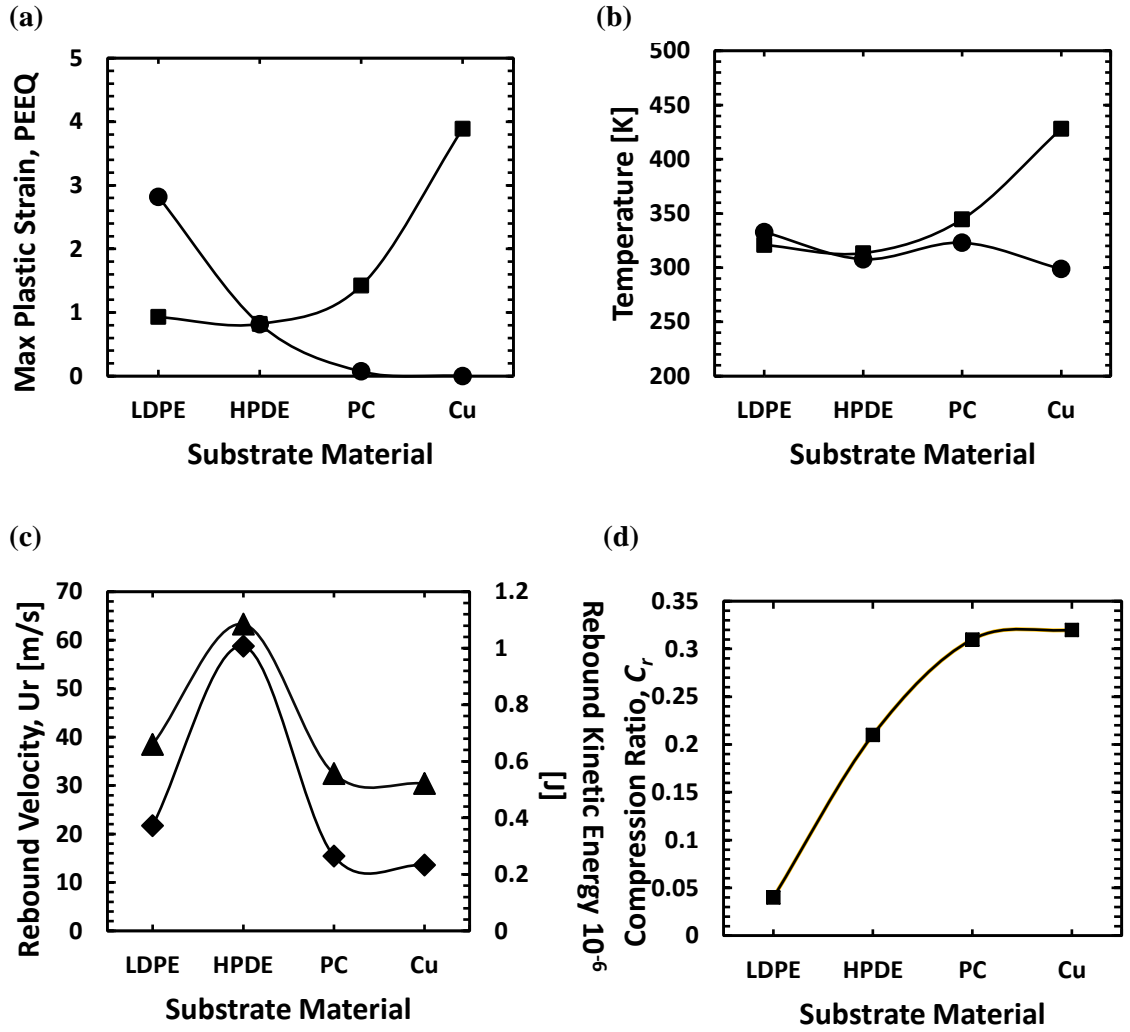 (a)
5
4
3
2
1
0
Max Plastic Strain, PEEQ
LDPE HPDE PC Cu
Substrate Material
(b)
500
450
400
350
300
250
200
Temperature [K]
LDPE HPDE PC Cu
Substrate Material
(c)
70
60
50
40
30
20
10
0
Rebound Velocity, Ur [m/s]
1.2
1
0.8
0.6
0.4
0.2
0
Rebound Kinetic Energy 10-6
[J]
LDPE HPDE PC Cu
Substrate Material
(d)
0.35
0.3
0.25
0.2
0.15
0.1
0.05
0
Compression Ratio, Cr
LDPE HPDE PC Cu
Substrate Material